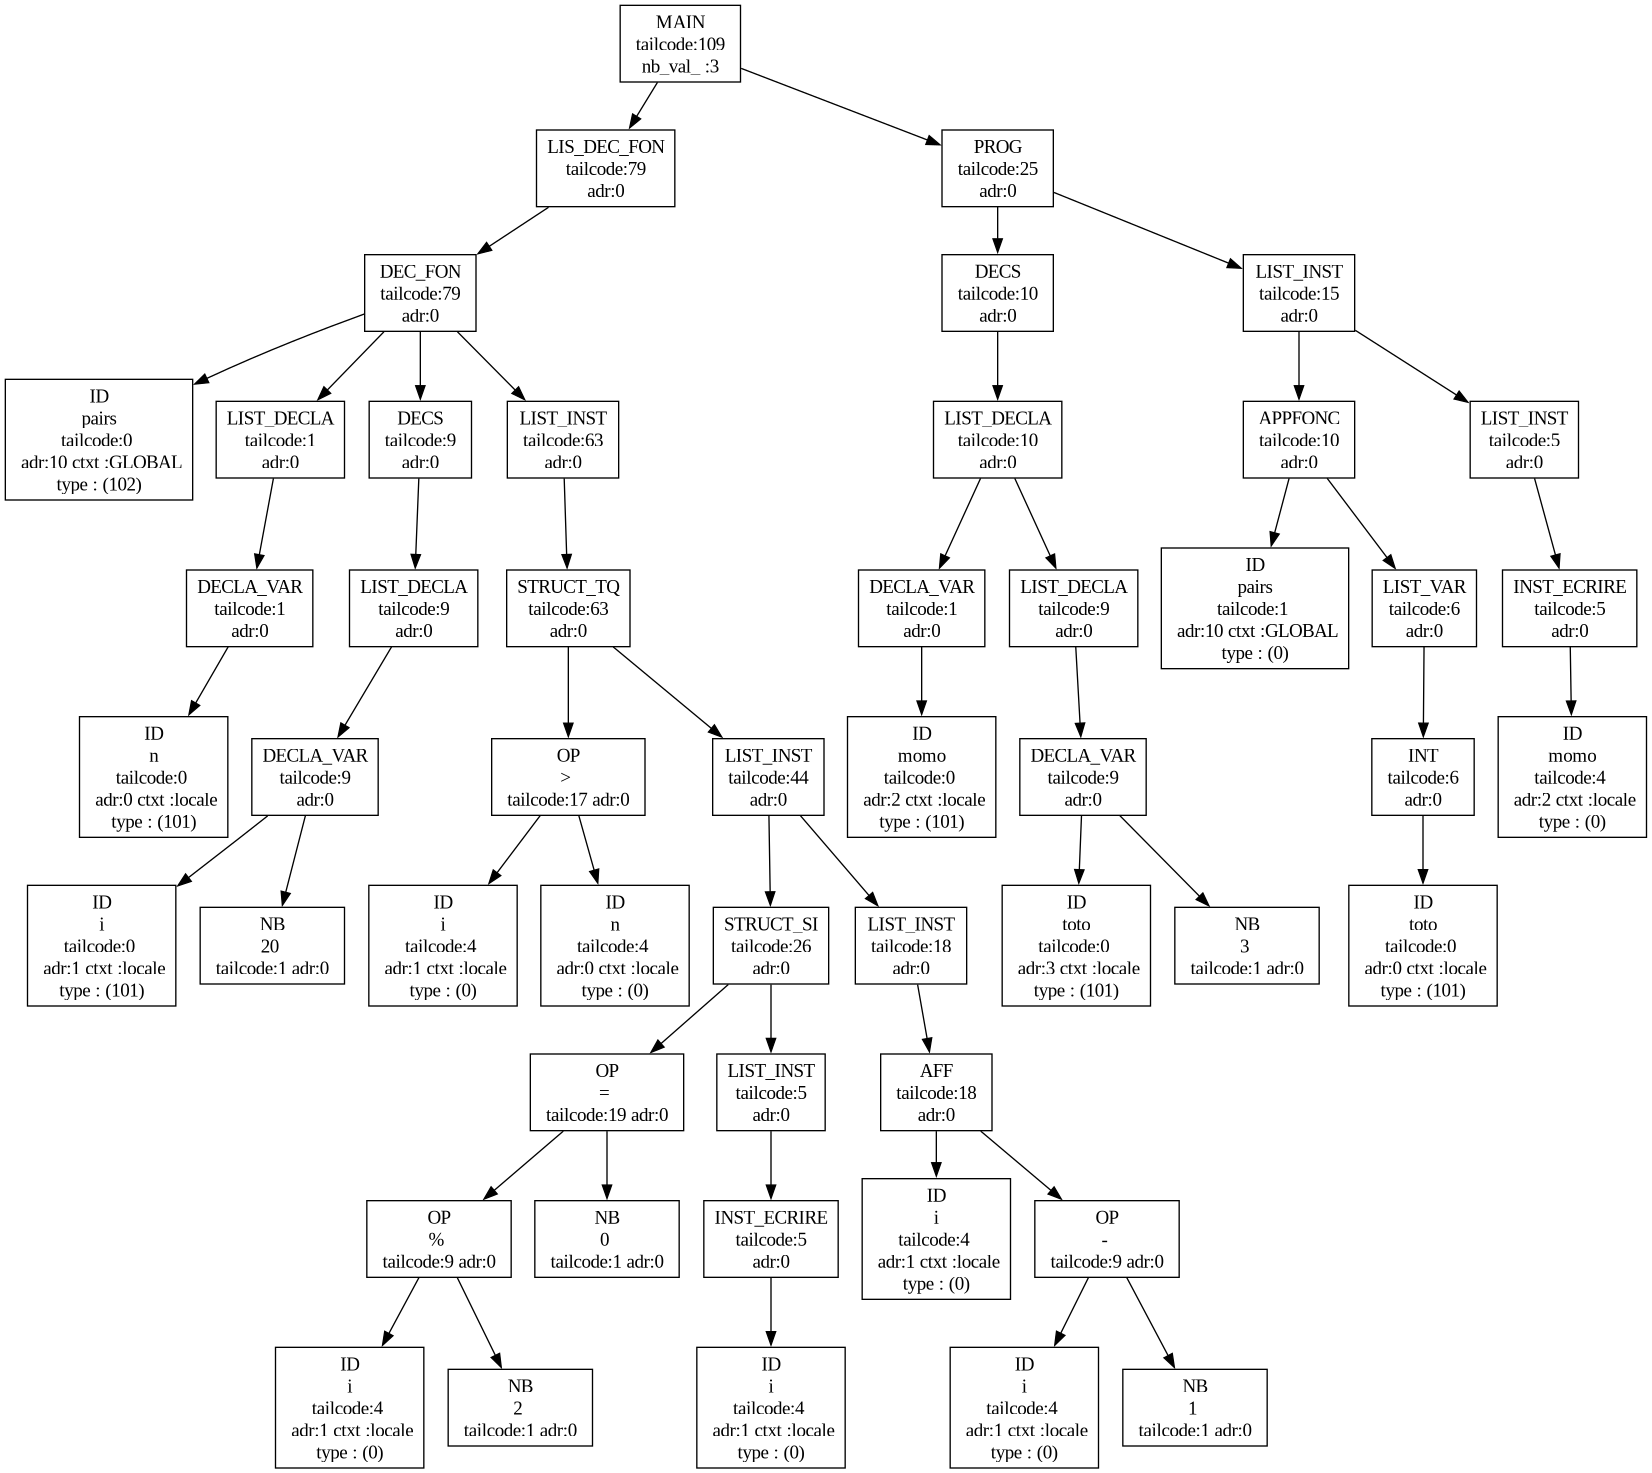 MAIN
tailcode:109
nb_val_ :3
LIS_DEC_FON
tailcode:79
adr:0
PROG
tailcode:25
adr:0
DEC_FON
tailcode:79
adr:0
DECS
tailcode:10
adr:0
LIST_INST
tailcode:15
adr:0
ID
pairs
tailcode:0
adr:10 ctxt :GLOBAL
type : (102)
LIST_DECLA
tailcode:1
adr:0
DECS
tailcode:9
adr:0
LIST_INST
tailcode:63
adr:0
LIST_DECLA
tailcode:10
adr:0
APPFONC
tailcode:10
adr:0
LIST_INST
tailcode:5
adr:0
DECLA_VAR
tailcode:1
adr:0
LIST_DECLA
tailcode:9
adr:0
STRUCT_TQ
tailcode:63
adr:0
DECLA_VAR
tailcode:1
adr:0
LIST_DECLA
tailcode:9
adr:0
ID
pairs
tailcode:1
adr:10 ctxt :GLOBAL
type : (0)
LIST_VAR
tailcode:6
adr:0
INST_ECRIRE
tailcode:5
adr:0
ID
n
tailcode:0
adr:0 ctxt :locale
type : (101)
DECLA_VAR
tailcode:9
adr:0
OP
>
tailcode:17 adr:0
LIST_INST
tailcode:44
adr:0
ID
momo
tailcode:0
adr:2 ctxt :locale
type : (101)
DECLA_VAR
tailcode:9
adr:0
INT
tailcode:6
adr:0
ID
momo
tailcode:4
adr:2 ctxt :locale
type : (0)
ID
i
tailcode:0
adr:1 ctxt :locale
type : (101)
NB
20
tailcode:1 adr:0
ID
i
tailcode:4
adr:1 ctxt :locale
type : (0)
ID
n
tailcode:4
adr:0 ctxt :locale
type : (0)
STRUCT_SI
tailcode:26
adr:0
LIST_INST
tailcode:18
adr:0
ID
toto
tailcode:0
adr:3 ctxt :locale
type : (101)
NB
3
tailcode:1 adr:0
ID
toto
tailcode:0
adr:0 ctxt :locale
type : (101)
OP
=
tailcode:19 adr:0
LIST_INST
tailcode:5
adr:0
AFF
tailcode:18
adr:0
OP
%
tailcode:9 adr:0
NB
0
tailcode:1 adr:0
INST_ECRIRE
tailcode:5
adr:0
ID
i
tailcode:4
adr:1 ctxt :locale
type : (0)
OP
-
tailcode:9 adr:0
ID
i
tailcode:4
adr:1 ctxt :locale
type : (0)
NB
2
tailcode:1 adr:0
ID
i
tailcode:4
adr:1 ctxt :locale
type : (0)
ID
i
tailcode:4
adr:1 ctxt :locale
type : (0)
NB
1
tailcode:1 adr:0